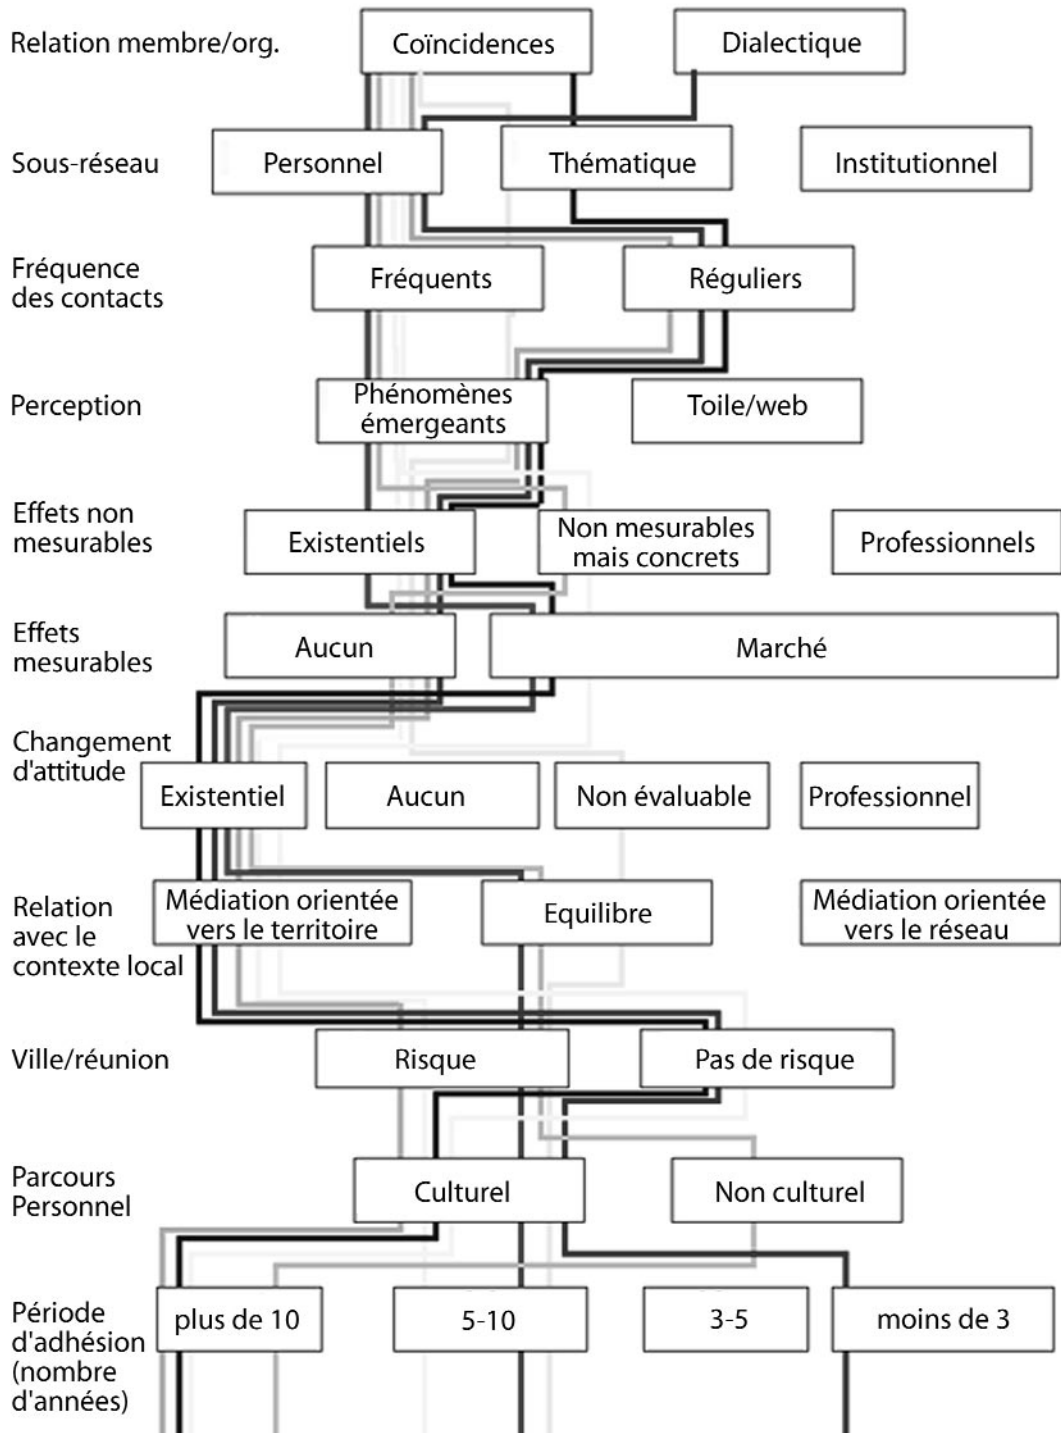 Relation membre/org.
Coïncidences
Dialectique
Sous-réseau
Personnel
Thématique
Institutionnel
Fréquence
des contacts
Fréquents
Réguliers
Perception
Phénomènes
émergeants
Toile/web
Effets non
mesurables
Existentiels
Non mesurables
mais concrets
Professionnels
Effets
mesurables
Aucun
Marché
Changement
d'attitude
Existentiel
Aucun
Non évaluable
Professionnel
Relation
avec le
contexte local
Médiation orientée
vers le territoire
Equilibre
Médiation orientée
vers le réseau
Ville/réunion
Risque
Pas de risque
Parcours
Personnel
Culturel
Non culturel
Période
d'adhésion
(nombre
d'années)
plus de 10
5-10
3-5
moins de 3